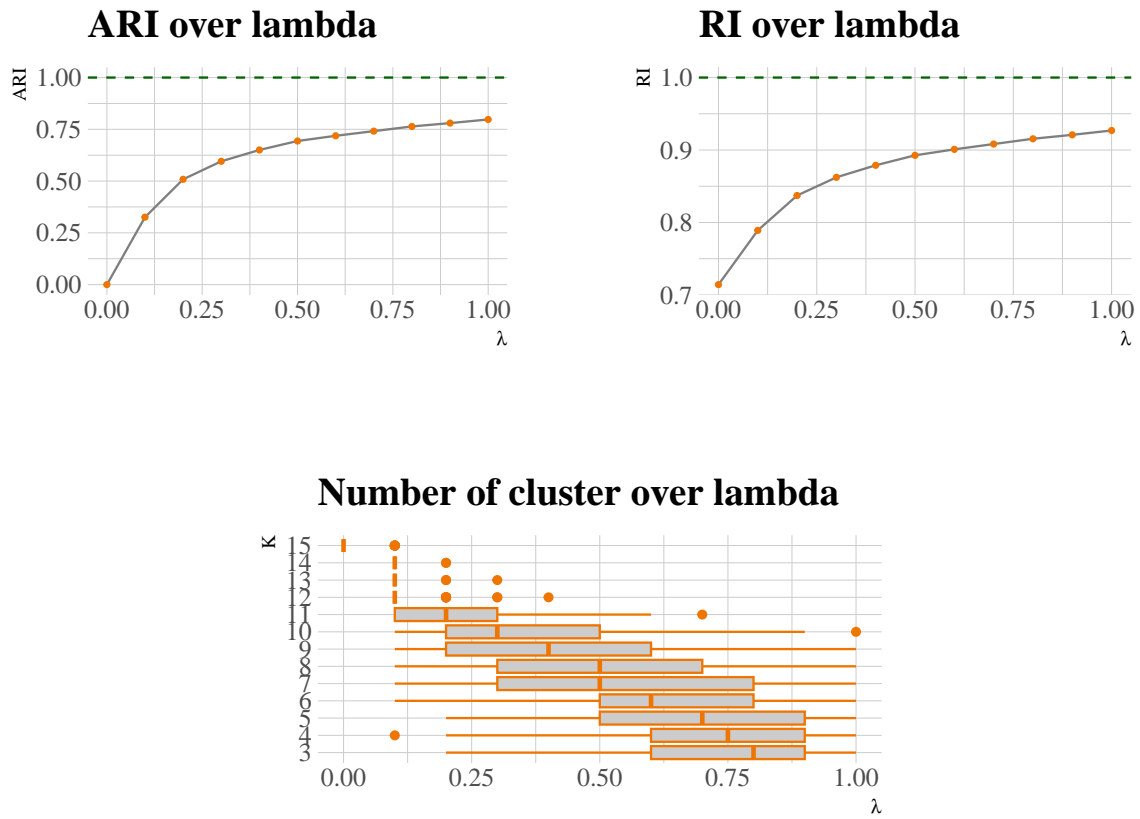 ARI over lambda
ARI
1.00
0.75
0.50
0.25
0.00
0.00 0.25 0.50 0.75 1.00
λ
RI over lambda
RI
1.0
0.9
0.8
0.7
0.00 0.25 0.50 0.75 1.00
λ
Number of cluster over lambda
K
15
14
13
12
11
10
9
8
7
6
5
4
3
0.00 0.25 0.50 0.75 1.00
λ